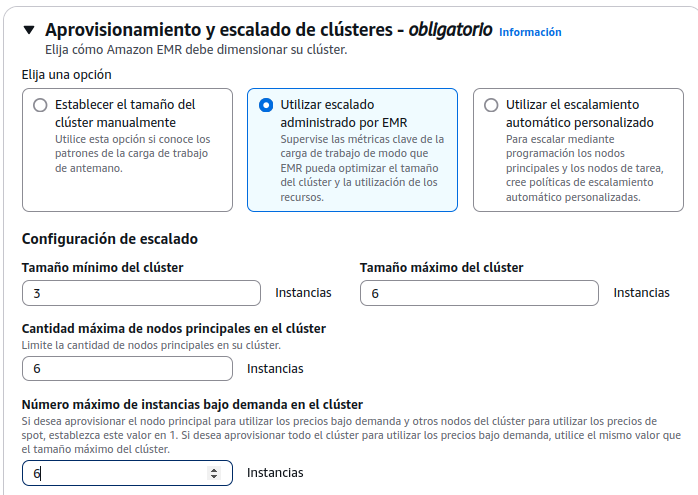 Aprovisionamiento y escalado de clústeres - obligatorio Información
Elija cómo Amazon EMR debe dimensionar su clúster.
Elija una opción
Establecer el tamaño del
clúster manualmente
Utilice esta opción si conoce los
patrones de la carga de trabajo
de antemano.
Utilizar escalado
administrado por EMR
Supervise las métricas clave de la
carga de trabajo de modo que
EMR pueda optimizar el tamaño
del clúster y la utilización de los
recursos.
Utilizar el escalamiento
automático personalizado
Para escalar mediante
programación los nodos
principales y los nodos de tarea,
cree políticas de escalamiento
automático personalizadas.
Configuración de escalado
Tamaño mínimo del clúster
3 Instancias
Tamaño máximo del clúster
6 Instancias
Cantidad máxima de nodos principales en el clúster
Limite la cantidad de nodos principales en su clúster.
6 Instancias
Número máximo de instancias bajo demanda en el clúster
Si desea aprovisionar el nodo principal para utilizar los precios bajo demanda y otros nodos del clúster para utilizar los precios de
spot, establezca este valor en 1. Si desea aprovisionar todo el clúster para utilizar los precios bajo demanda, utilice el mismo valor que
el tamaño máximo del clúster.
6 Instancias